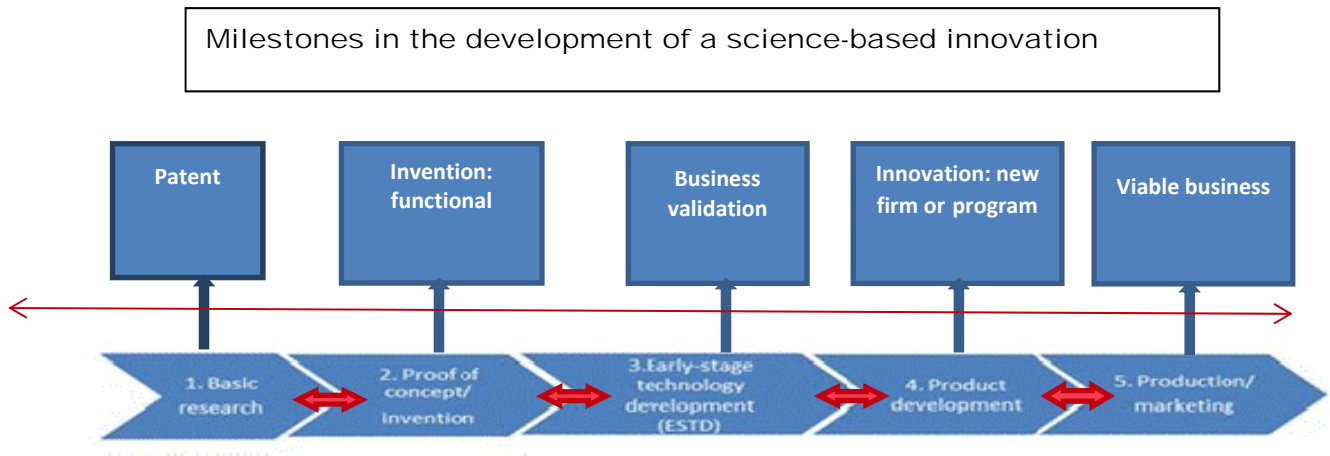 Milestones in the development of a science-based innovation
Patent
Invention:
functional
Business
validation
Innovation: new
firm or program
Viable business
1. Basic
research
2. Proof of
concept/
Invention
3.Early-stage
technology
development
(ESTD)
4. Product
development
5. Production/
marketing